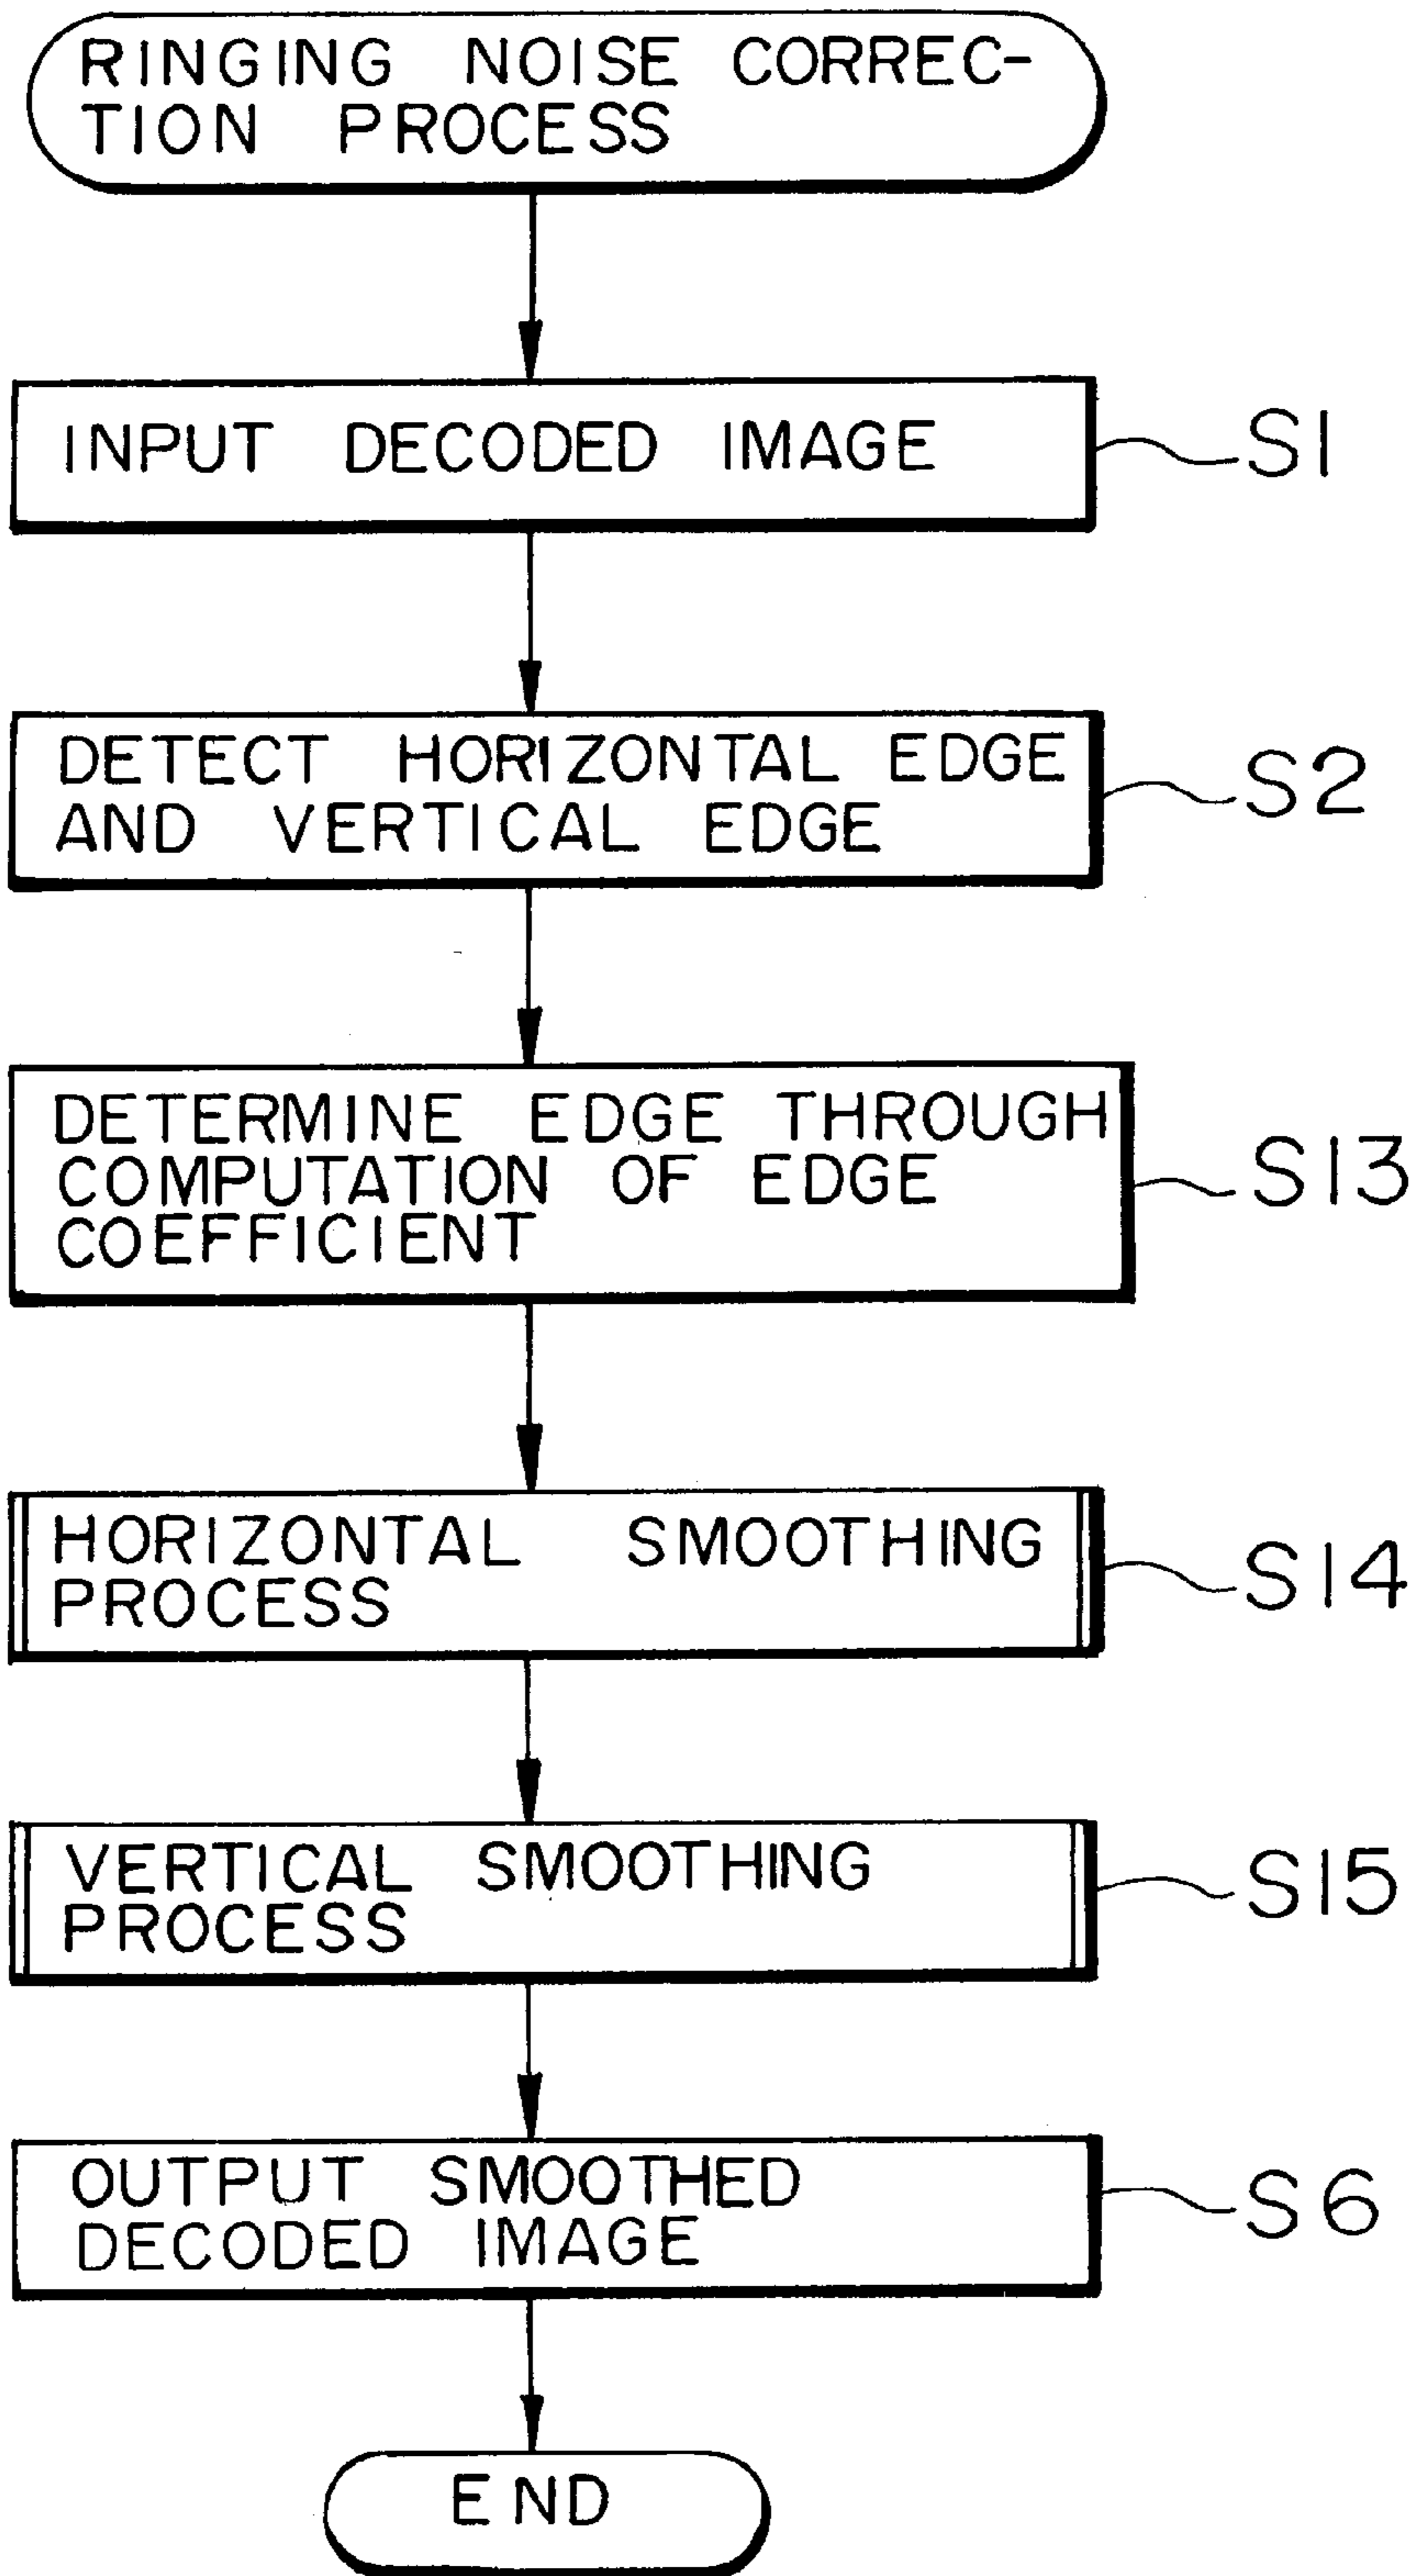 RINGING NOISE CORREC-
TION PROCESS
INPUT DECODED IMAGE
S1
DETECT HORIZONTAL EDGE
AND VERTICAL EDGE
S2
DETERMINE EDGE THROUGH
COMPUTATION OF EDGE
COEFFICIENT
S13
HORIZONTAL SMOOTHING
PROCESS
S14
VERTICAL SMOOTHING
PROCESS
S15
OUTPUT SMOOTHED
DECODED IMAGE
S6
END